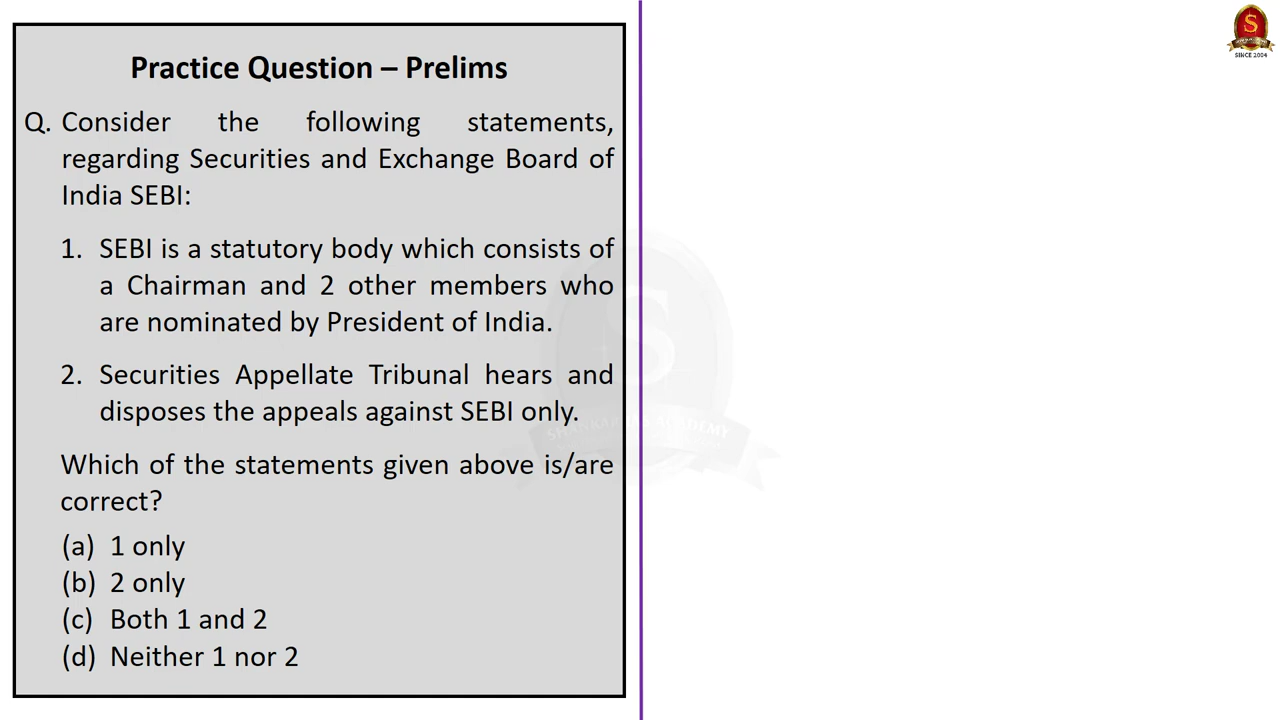 S
SINCE 2004
Practice Question – Prelims
Q. Consider the following statements,
regarding Securities and Exchange Board of
India SEBI:
1. SEBI is a statutory body which consists of
a Chairman and 2 other members who
are nominated by President of India.
2. Securities Appellate Tribunal hears and
disposes the appeals against SEBI only.
Which of the statements given above is/are
correct?
(a) 1 only
(b) 2 only
(c) Both 1 and 2
(d) Neither 1 nor 2